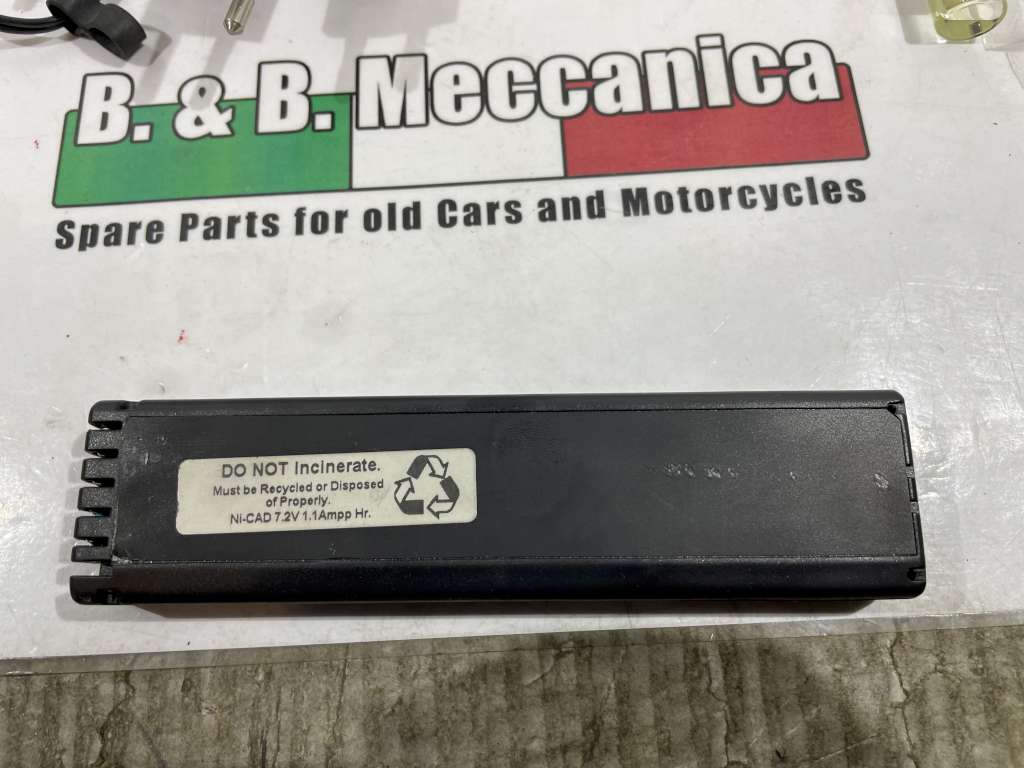 B. & B. Meccanica
Spare Parts for old Cars and Motorcycles
DO NOT Incinerate.
Must be Recycled or Disposed
of Properly.
Ni-CAD 7.2V 1.1Ampp Hr.